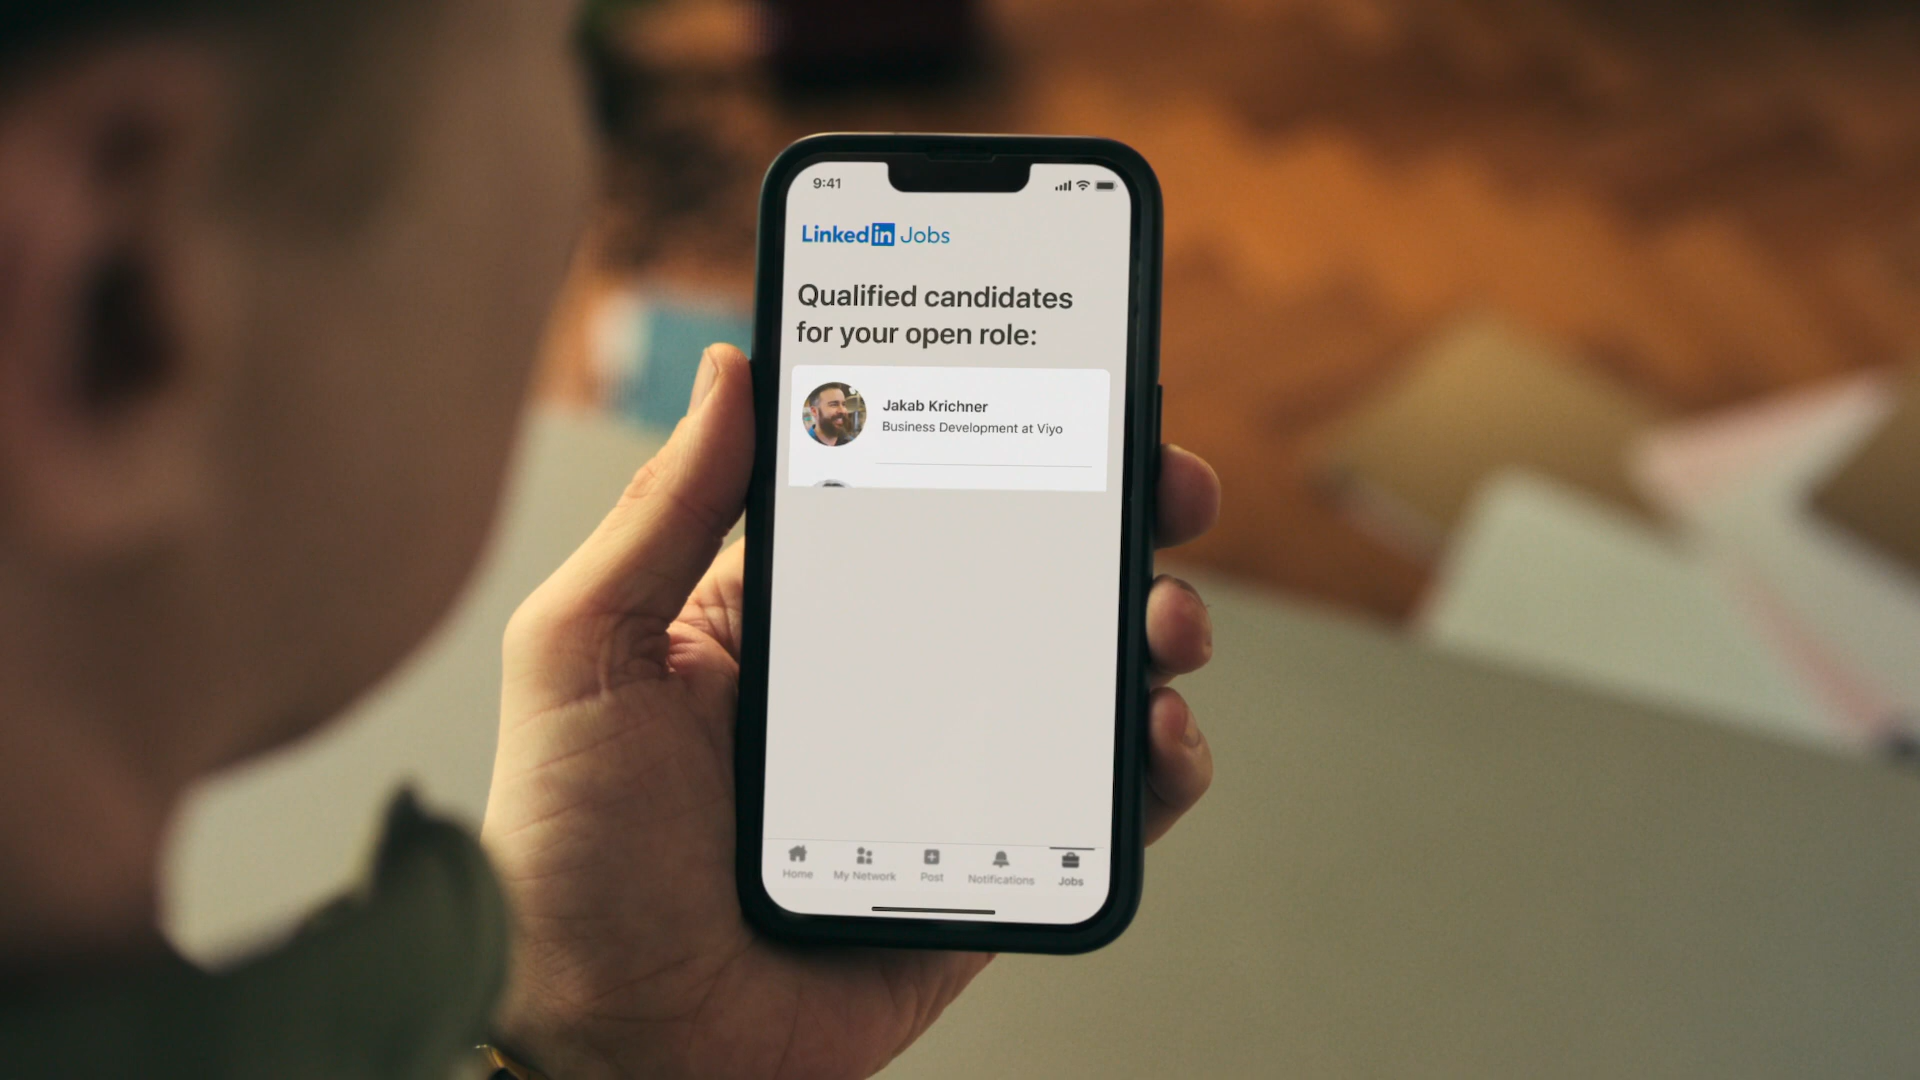 9:41
LinkedIn Jobs
Qualified candidates
for your open role:
Jakab Krichner
Business Development at Viyo
Home
My Network
Post
Notifications
Jobs